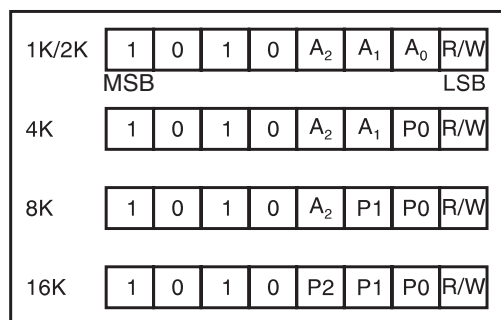 1K/2K 1 0 1 0 A₂ A₁ A₀ R/W
MSB LSB
4K 1 0 1 0 A₂ A₁ P0 R/W
8K 1 0 1 0 A₂ P1 P0 R/W
16K 1 0 1 0 P2 P1 P0 R/W